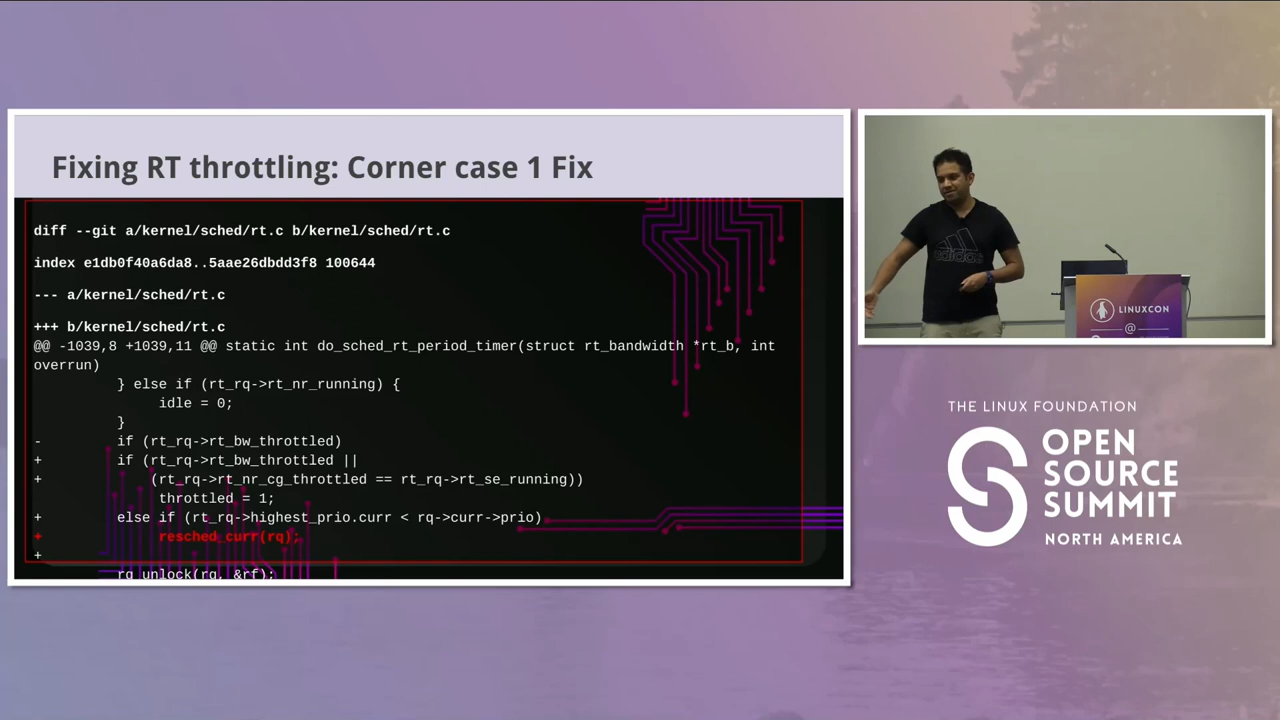 Fixing RT throttling: Corner case 1 Fix
diff --git a/kernel/sched/rt.c b/kernel/sched/rt.c
index e1db0f40a6da8..5aae26dbdd3f8 100644
--- a/kernel/sched/rt.c
+++ b/kernel/sched/rt.c
@@ -1039,8 +1039,11 @@ static int do_sched_rt_period_timer(struct rt_bandwidth *rt_b, int
overrun)
} else if (rt_rq->rt_nr_running) {
idle = 0;
}
- if (rt_rq->rt_bw_throttled)
+ if (rt_rq->rt_bw_throttled ||
+ (rt_rq->rt_nr_cg_throttled == rt_rq->rt_se_running))
throttled = 1;
+ else if (rt_rq->highest_prio.curr < rq->curr->prio)
+ resched_curr(rq);
+
rq_unlock(rq, &rf);
adidas
LINUXCON
@
THE LINUX FOUNDATION
OPEN
SOURCE
SUMMIT
NORTH AMERICA